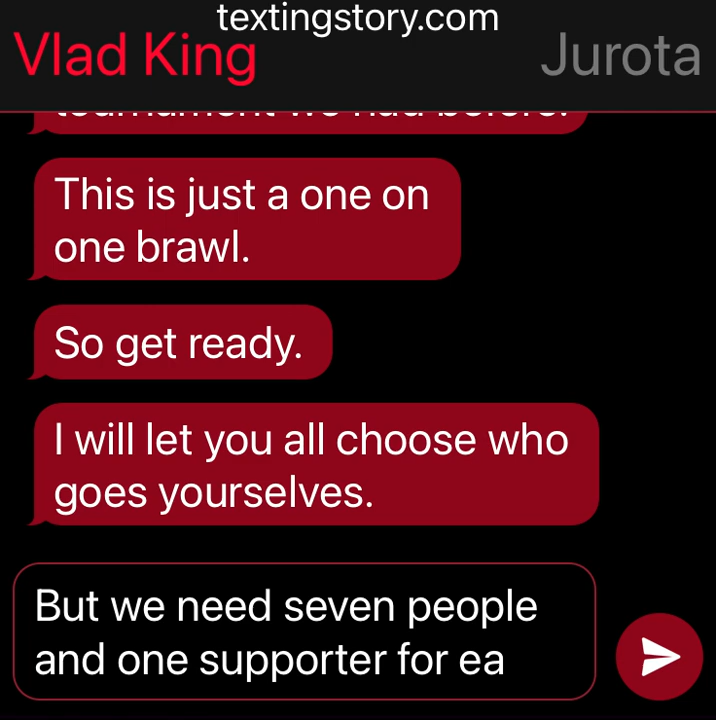 textingstory.com
Vlad King
Jurota
This is just a one on
one brawl.
So get ready.
I will let you all choose who
goes yourselves.
But we need seven people
and one supporter for ea